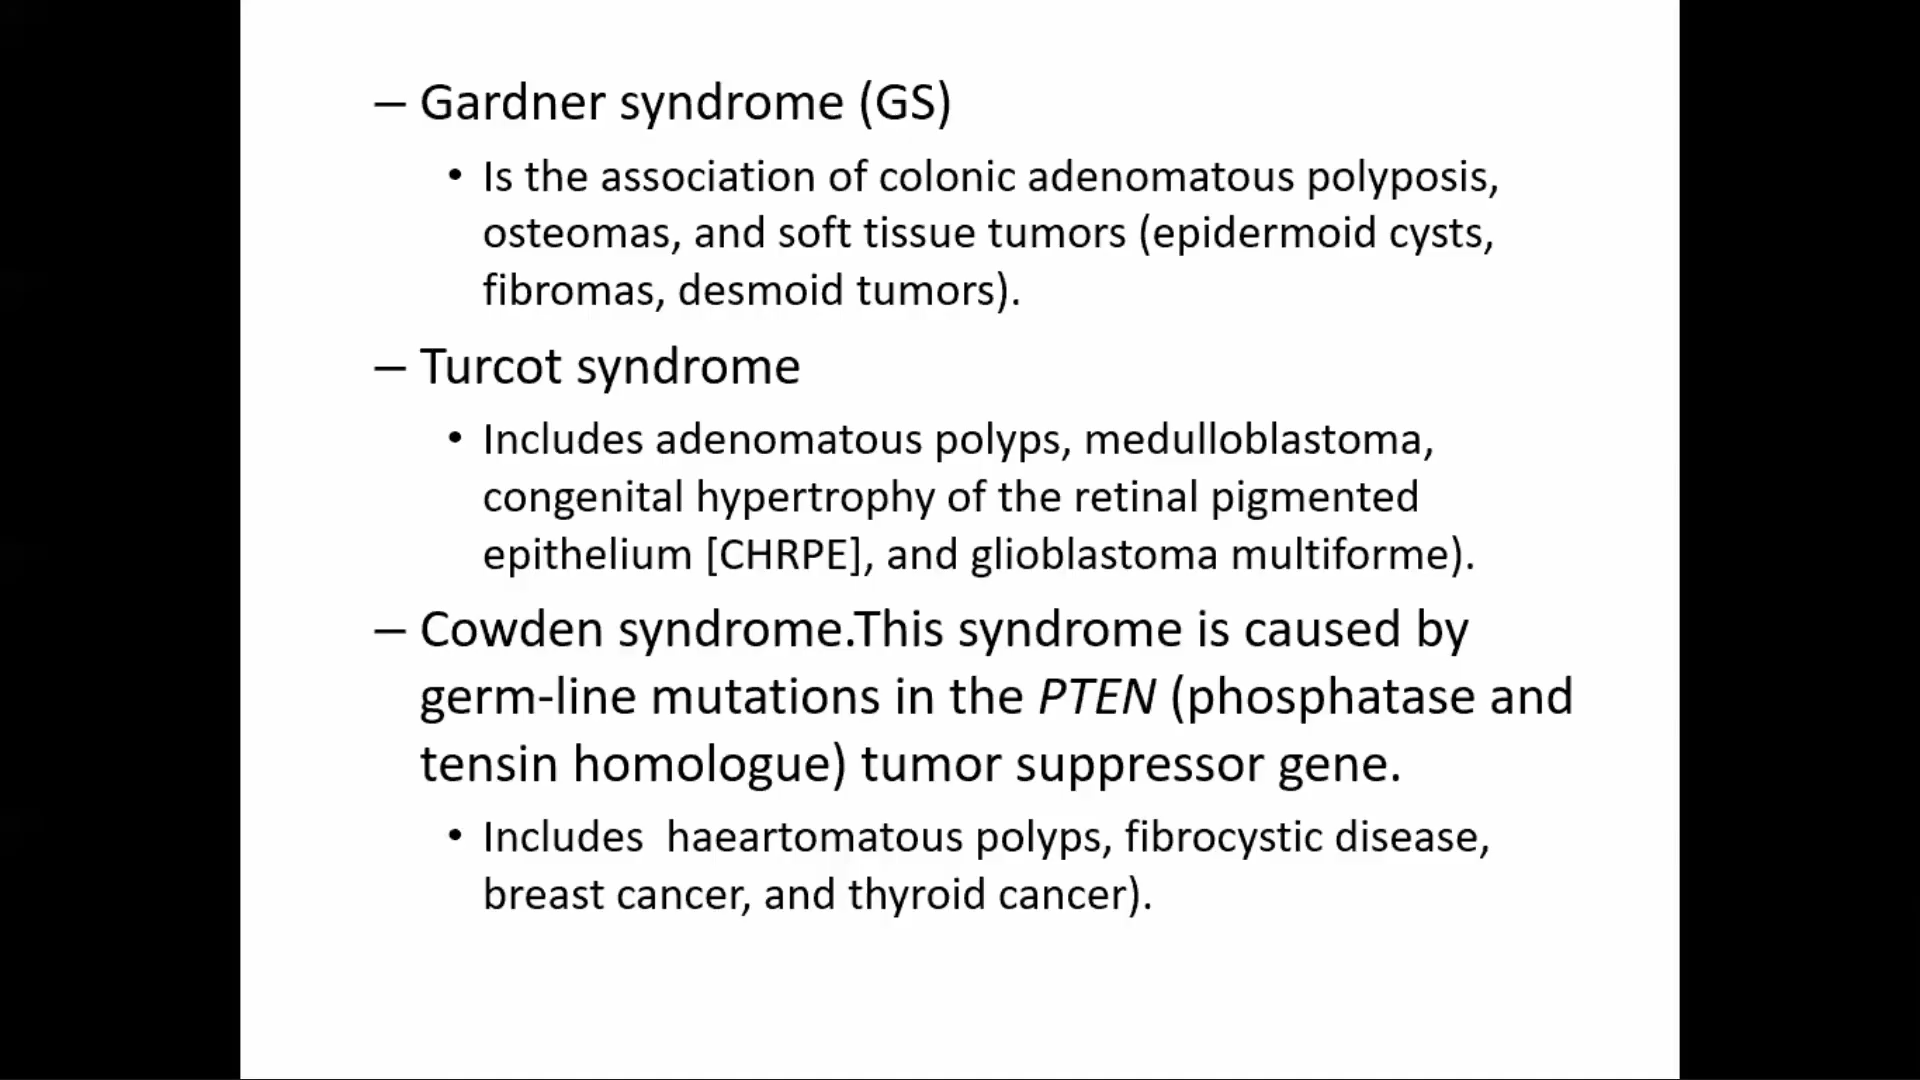 – Gardner syndrome (GS)
• Is the association of colonic adenomatous polyposis,
osteomas, and soft tissue tumors (epidermoid cysts,
fibromas, desmoid tumors).
– Turcot syndrome
• Includes adenomatous polyps, medulloblastoma,
congenital hypertrophy of the retinal pigmented
epithelium [CHRPE], and glioblastoma multiforme).
– Cowden syndrome.This syndrome is caused by
germ-line mutations in the PTEN (phosphatase and
tensin homologue) tumor suppressor gene.
• Includes  haeartomatous polyps, fibrocystic disease,
breast cancer, and thyroid cancer).